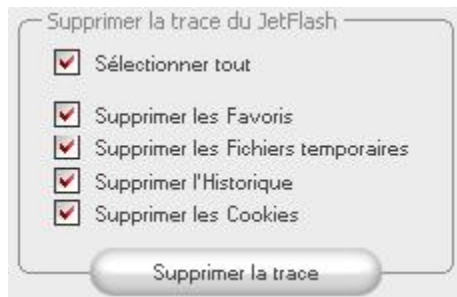 Supprimer la trace du JetFlash
Sélectionner tout
Supprimer les Favoris
Supprimer les Fichiers temporaires
Supprimer l'Historique
Supprimer les Cookies
Supprimer la trace